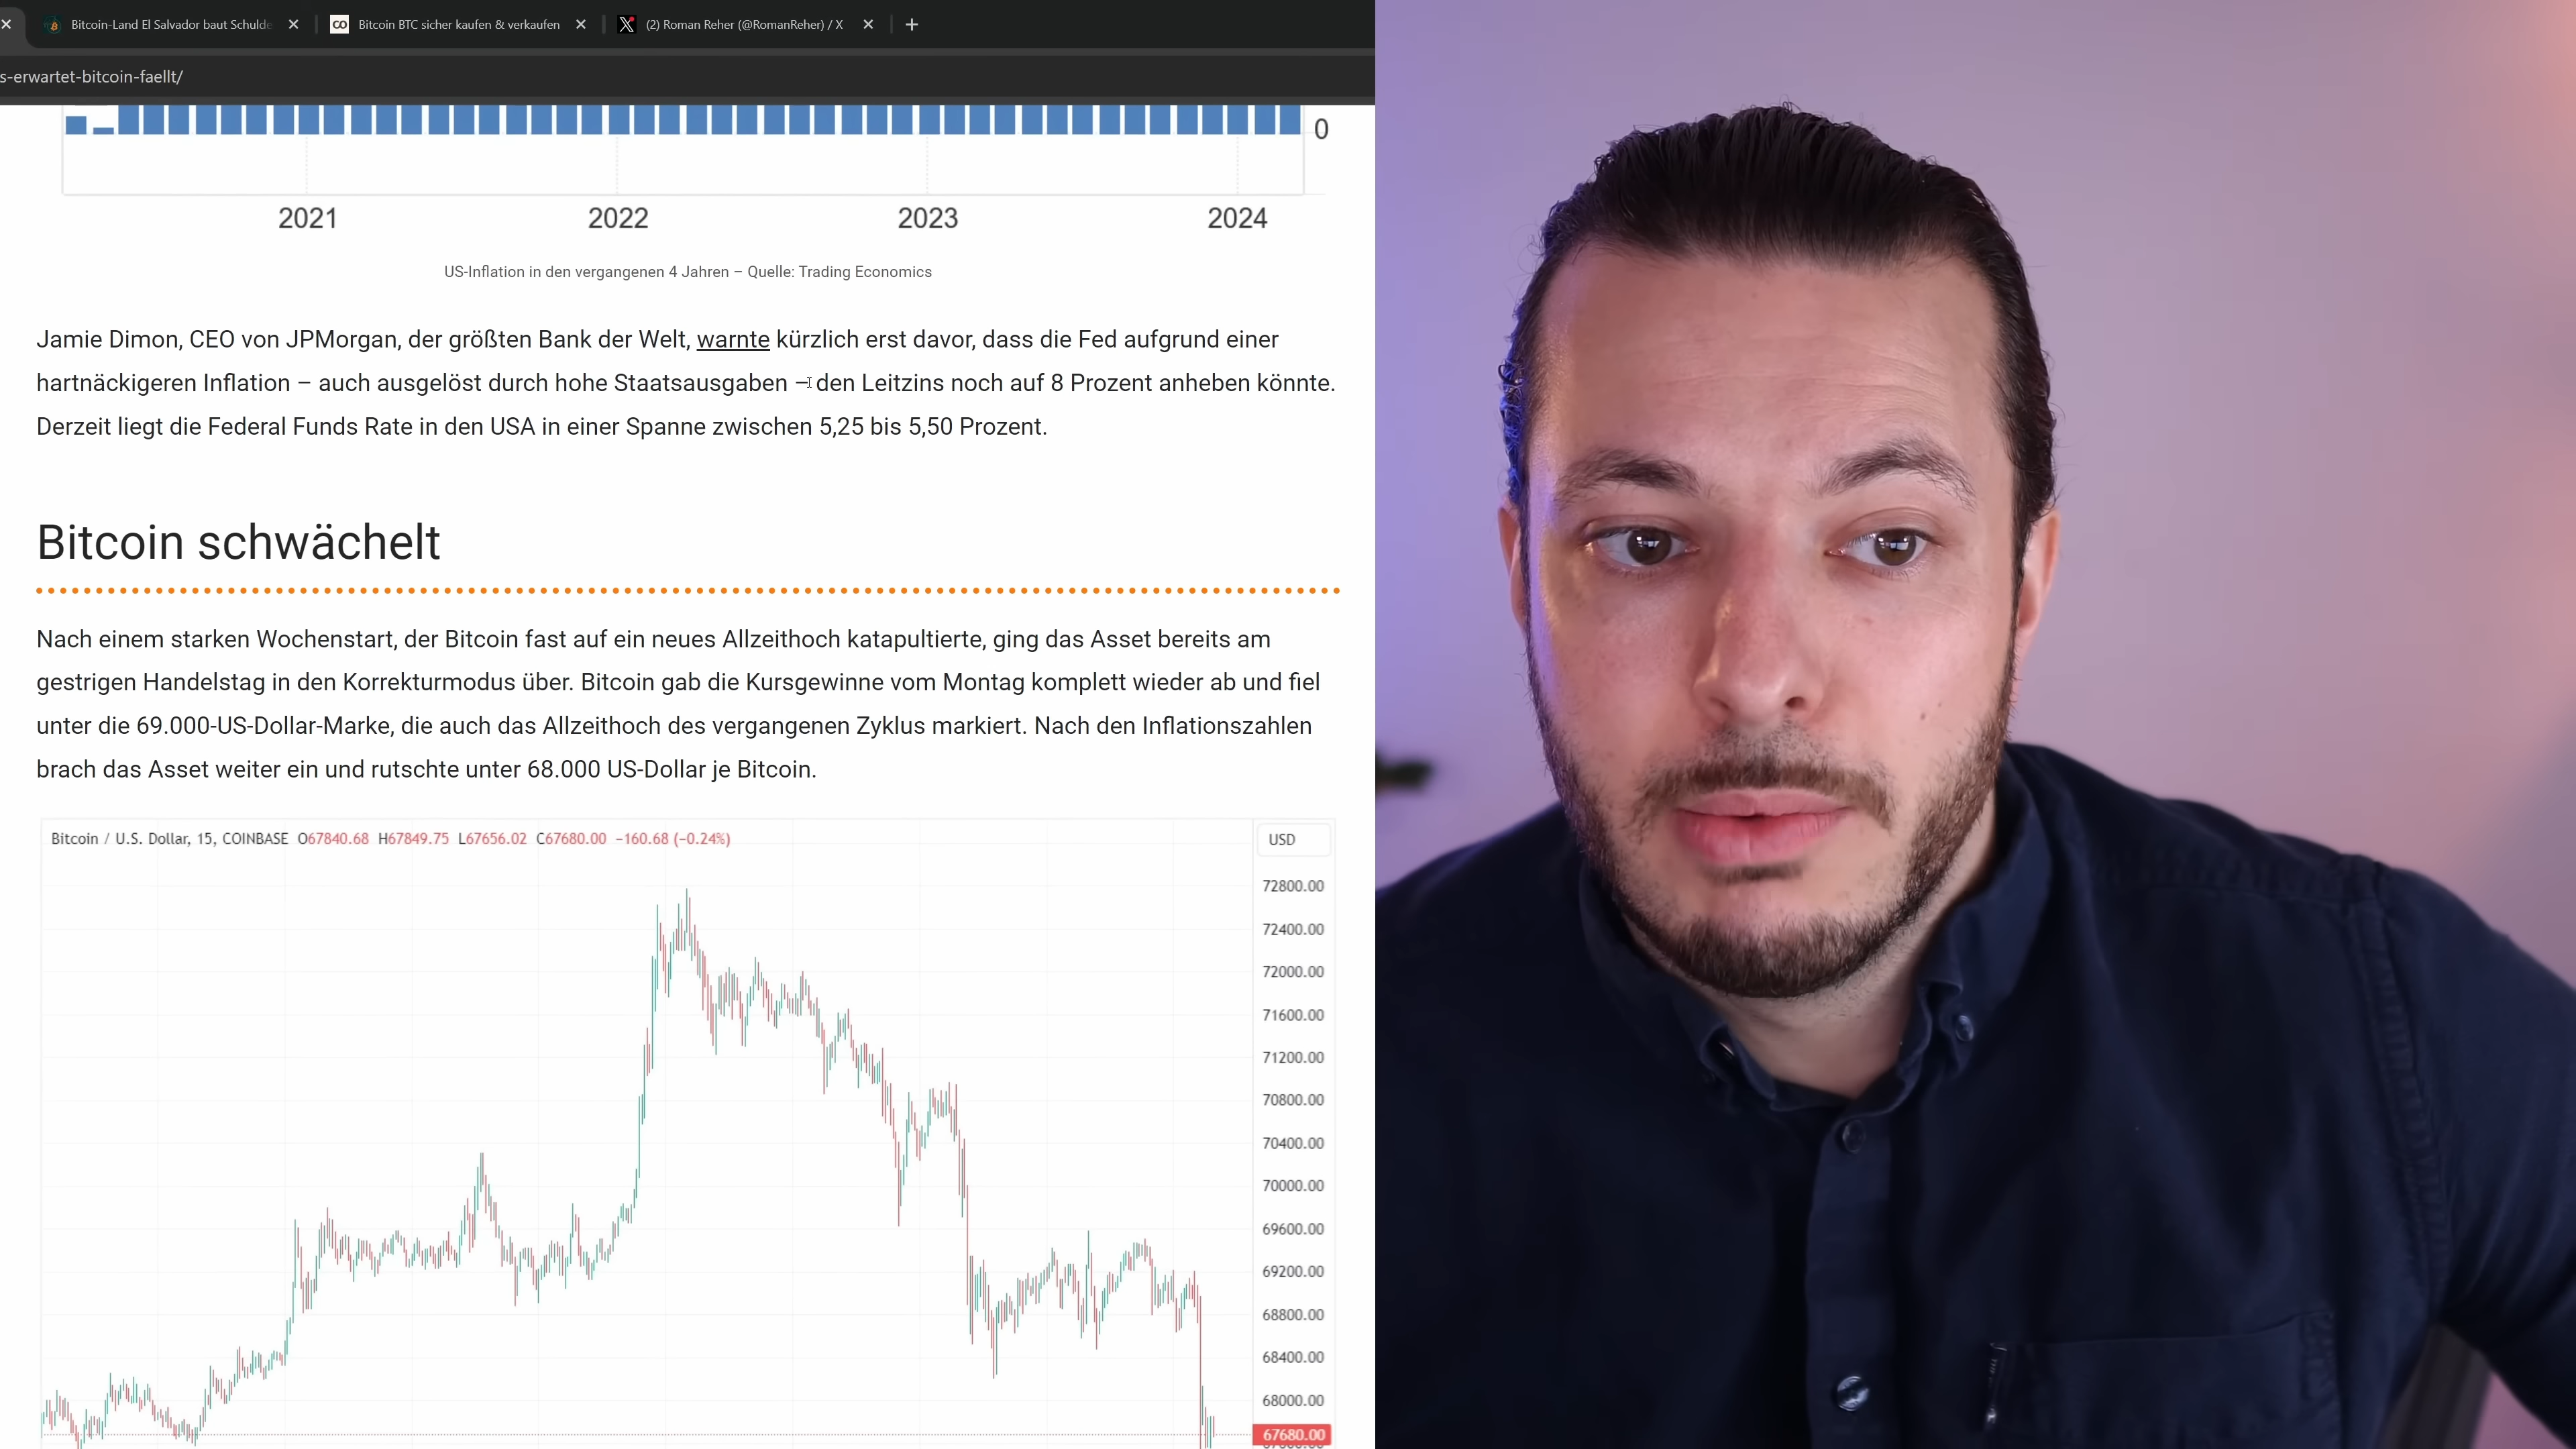 Bitcoin-Land El Salvador baut Schulde
Bitcoin BTC sicher kaufen & verkaufen
(2) Roman Reher (@RomanReher) / X
s-erwartet-bitcoin-faellt/
0
2021 2022 2023 2024
US-Inflation in den vergangenen 4 Jahren – Quelle: Trading Economics
Jamie Dimon, CEO von JPMorgan, der größten Bank der Welt, warnte kürzlich erst davor, dass die Fed aufgrund einer
hartnäckigeren Inflation – auch ausgelöst durch hohe Staatsausgaben – den Leitzins noch auf 8 Prozent anheben könnte.
Derzeit liegt die Federal Funds Rate in den USA in einer Spanne zwischen 5,25 bis 5,50 Prozent.
Bitcoin schwächelt
Nach einem starken Wochenstart, der Bitcoin fast auf ein neues Allzeithoch katapultierte, ging das Asset bereits am
gestrigen Handelstag in den Korrekturmodus über. Bitcoin gab die Kursgewinne vom Montag komplett wieder ab und fiel
unter die 69.000-US-Dollar-Marke, die auch das Allzeithoch des vergangenen Zyklus markiert. Nach den Inflationszahlen
brach das Asset weiter ein und rutschte unter 68.000 US-Dollar je Bitcoin.
Bitcoin / U.S. Dollar, 15, COINBASE O67840.68 H67849.75 L67656.02 C67680.00 −160.68 (−0.24%)
USD
72800.00
72400.00
72000.00
71600.00
71200.00
70800.00
70400.00
70000.00
69600.00
69200.00
68800.00
68400.00
68000.00
67680.00